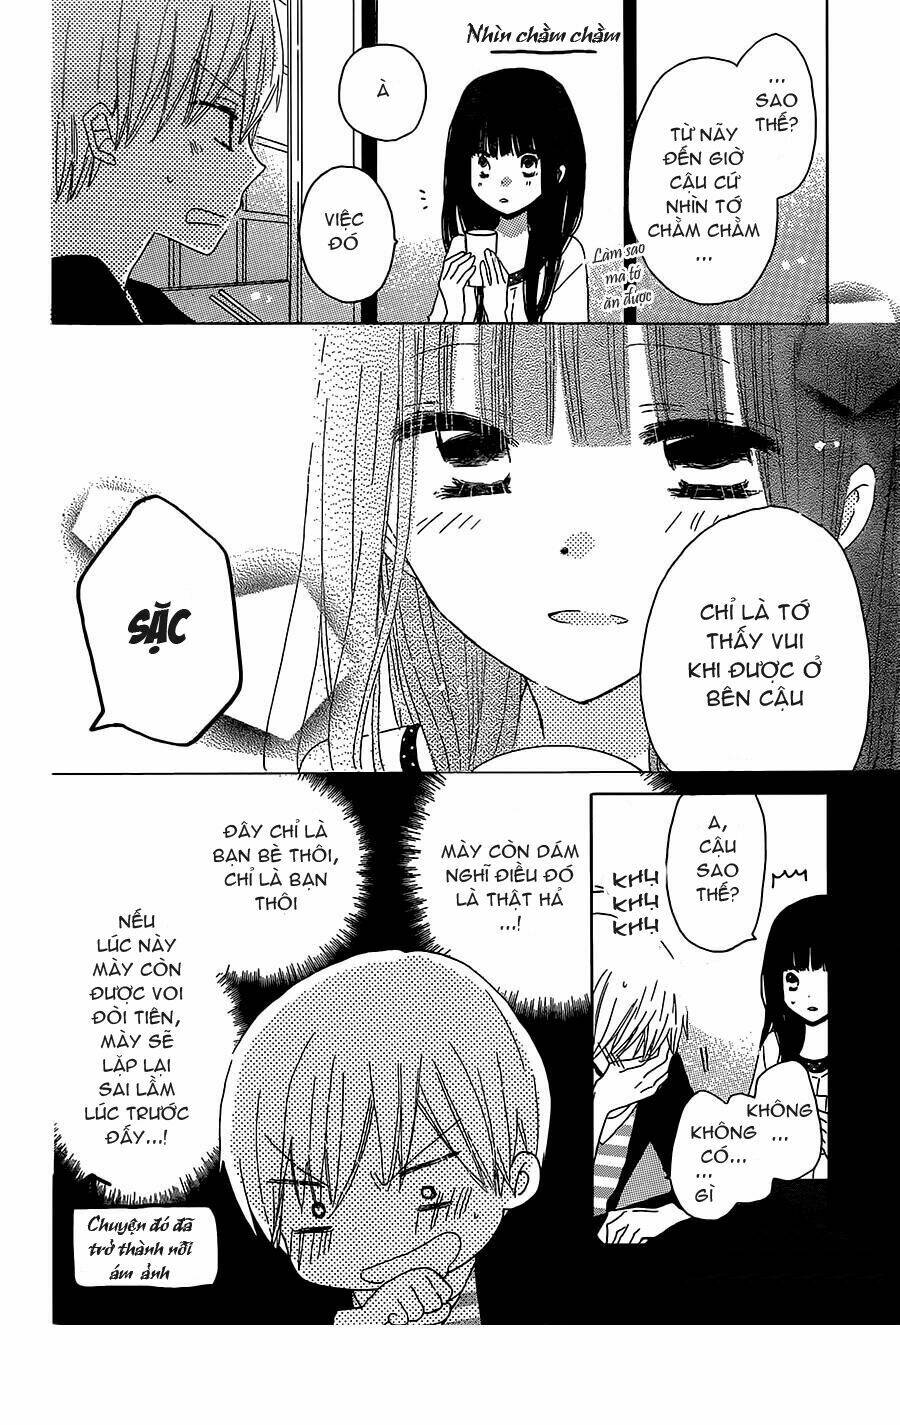 Nhìn chằm chằm
...
SAO
THẾ?
TỪ NÃY
ĐẾN GIỜ
CẬU CỨ
NHÌN TỚ
CHẰM CHẰM
...
Làm sao
mà tớ
ăn được
À
VIỆC
ĐÓ
CHỈ LÀ TỚ
THẤY VUI
KHI ĐƯỢC Ở
BÊN CẬU
SẶC
A,
CẬU
SAO
THẾ?
KHỤ
KHỤ
KHỤ
KHÔNG
...
KHÔNG
CÓ...
...
GÌ
MÀY CÒN DÁM
NGHĨ ĐIỀU ĐÓ
LÀ THẬT HẢ
...!
ĐÂY CHỈ LÀ
BẠN BÈ THÔI,
CHỈ LÀ BẠN
THÔI
NẾU
LÚC NÀY
MÀY CÒN
ĐƯỢC VOI
ĐÒI TIÊN,
MÀY SẼ
LẶP LẠI
SAI LẦM
LÚC TRƯỚC
ĐẤY...!
Chuyện đó đã
trở thành nỗi
ám ảnh